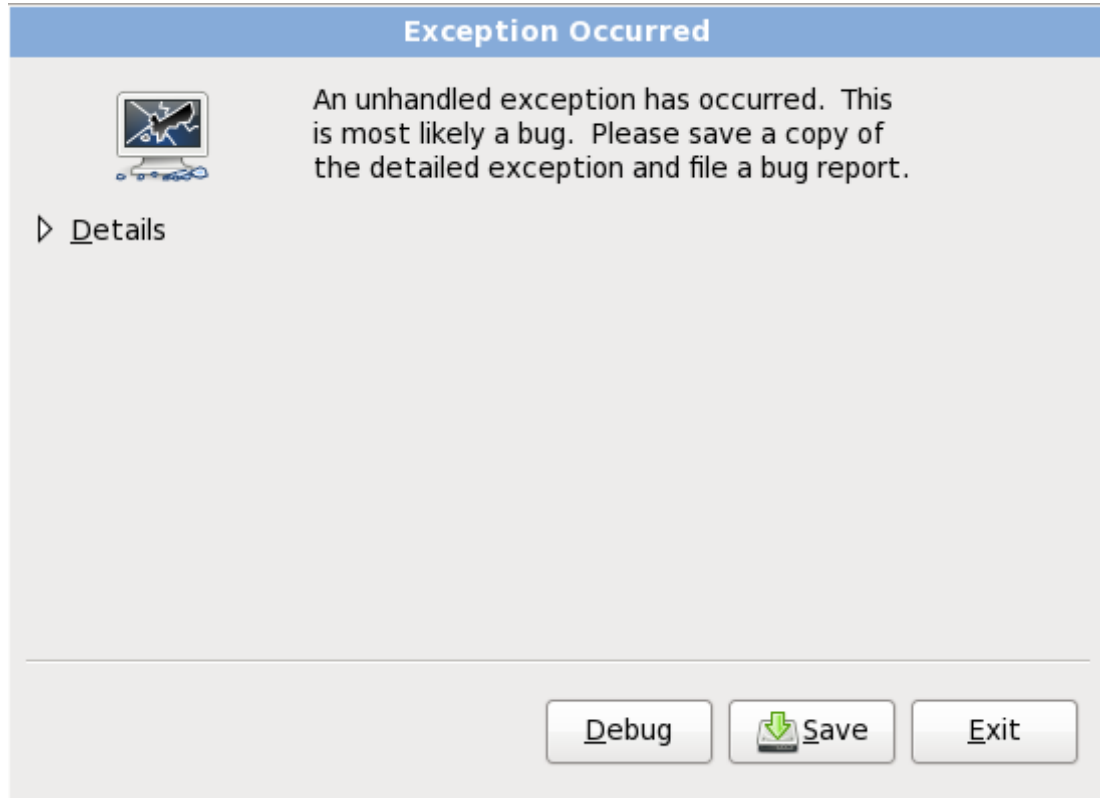 Exception Occurred
An unhandled exception has occurred.  This
is most likely a bug.  Please save a copy of
the detailed exception and file a bug report.
Details
Debug
Save
Exit